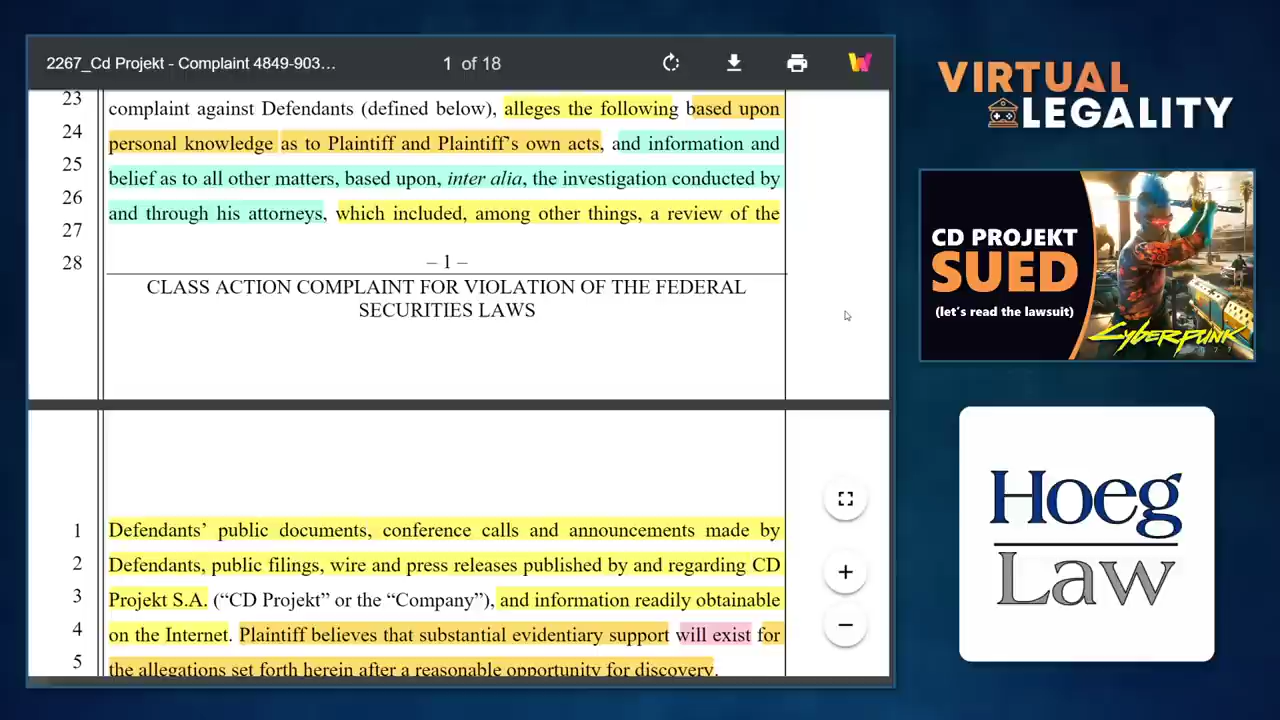 2267_Cd Projekt - Complaint 4849-903…
1 of 18
23 complaint against Defendants (defined below), alleges the following based upon
24 personal knowledge as to Plaintiff and Plaintiff’s own acts, and information and
25 belief as to all other matters, based upon, inter alia, the investigation conducted by
26 and through his attorneys, which included, among other things, a review of the
27
28 – 1 –
CLASS ACTION COMPLAINT FOR VIOLATION OF THE FEDERAL
SECURITIES LAWS
1 Defendants’ public documents, conference calls and announcements made by
2 Defendants, public filings, wire and press releases published by and regarding CD
3 Projekt S.A. (“CD Projekt” or the “Company”), and information readily obtainable
4 on the Internet. Plaintiff believes that substantial evidentiary support will exist for
5 the allegations set forth herein after a reasonable opportunity for discovery.
VIRTUAL
LEGALITY
CD PROJEKT
SUED
(let’s read the lawsuit)
Cyberpunk
2077
Hoeg
Law